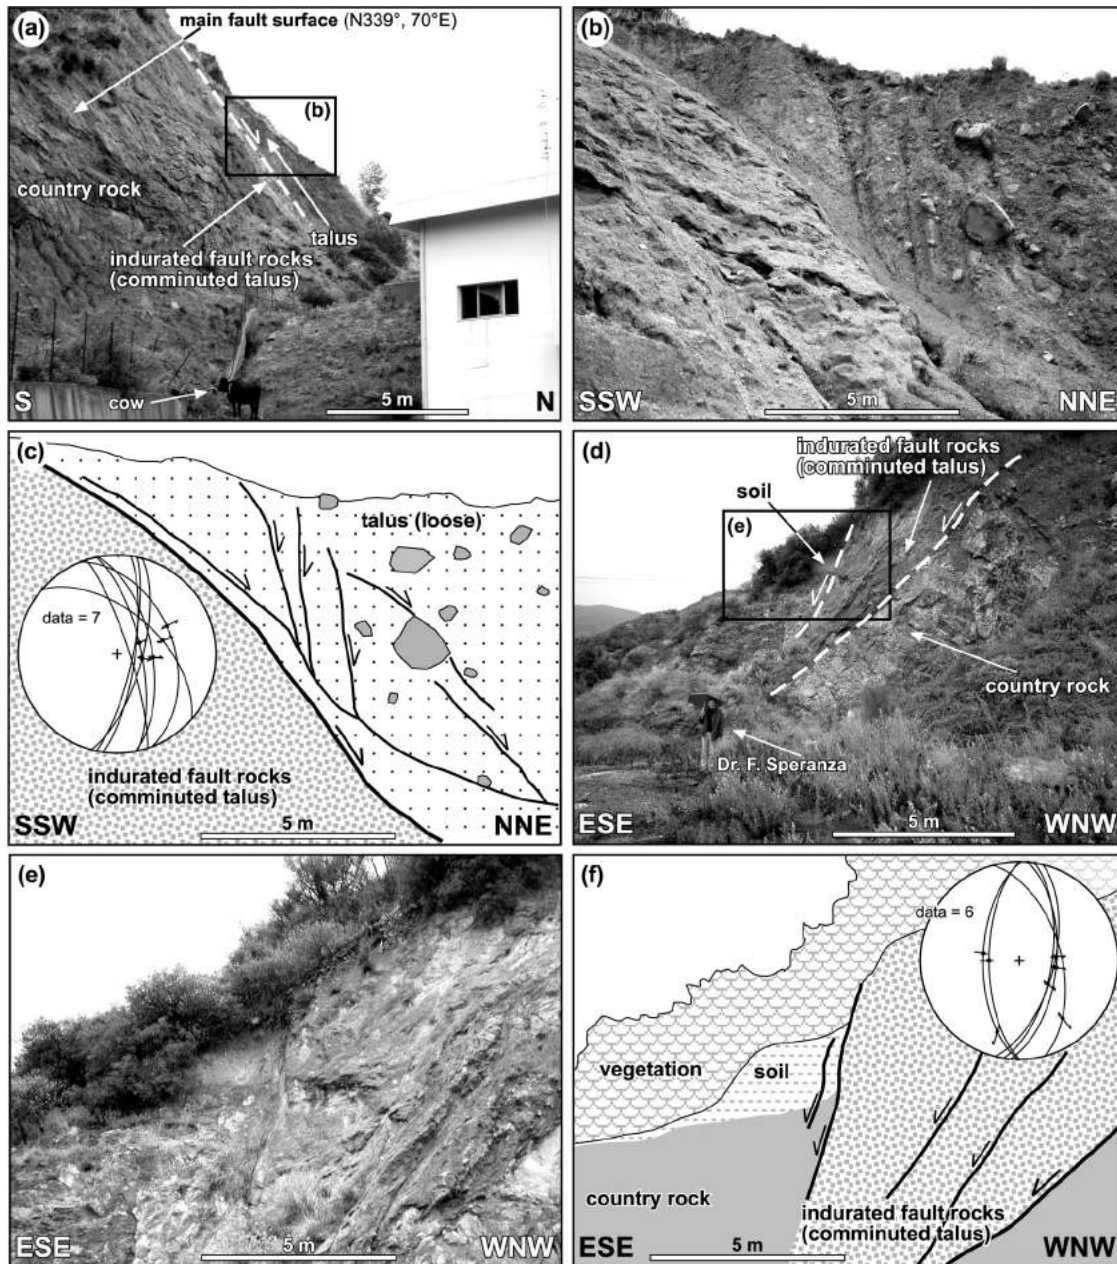 (a)
main fault surface (N339°, 70°E)
(b)
country rock
talus
indurated fault rocks
(comminuted talus)
cow
5 m
S
N
(b)
SSW
5 m
NNE
(c)
talus (loose)
data = 7
indurated fault rocks
(comminuted talus)
SSW
5 m
NNE
(d)
indurated fault rocks
(comminuted talus)
soil
(e)
country rock
Dr. F. Speranza
ESE
5 m
WNW
(e)
ESE
5 m
WNW
(f)
data = 6
vegetation
soil
country rock
indurated fault rocks
(comminuted talus)
ESE
5 m
WNW